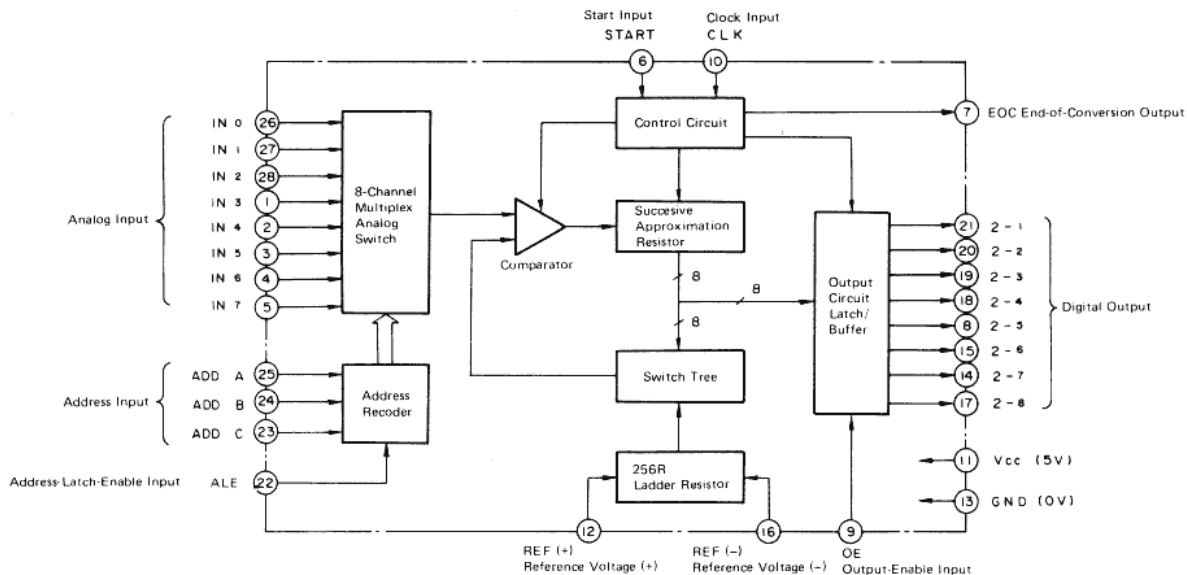 Start Input
START
Clock Input
CLK
6
10
Control Circuit
7
EOC End-of-Conversion Output
Analog Input
IN 0
26
IN 1
27
IN 2
28
IN 3
1
IN 4
2
IN 5
3
IN 6
4
IN 7
5
8-Channel
Multiplex
Analog
Switch
Comparator
Succesive
Approximation
Resistor
8
8
8
Output
Circuit
Latch/
Buffer
21
2-1
20
2-2
19
2-3
18
2-4
8
2-5
15
2-6
14
2-7
17
2-8
Digital Output
Address Input
ADD A
25
ADD B
24
ADD C
23
Address
Recoder
Switch Tree
Address-Latch-Enable Input
ALE
22
256R
Ladder Resistor
11
Vcc (5V)
13
GND (0V)
12
16
9
REF (+)
Reference Voltage (+)
REF (−)
Reference Voltage (−)
OE
Output-Enable Input